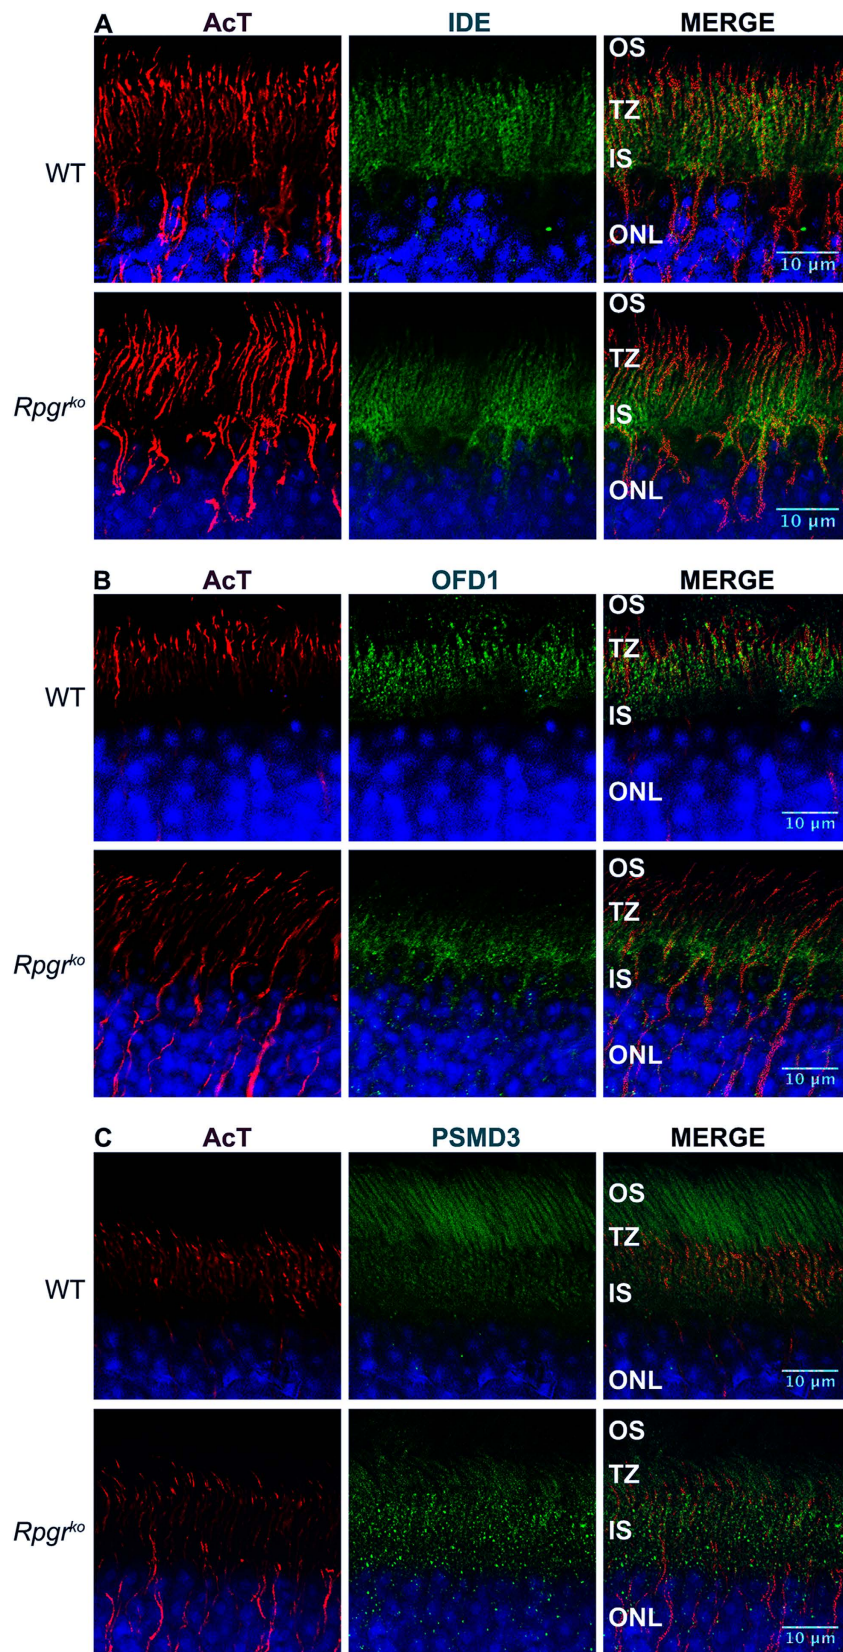 A AcT IDE MERGE
WT
OS
TZ
IS
ONL
10 µm
Rpgrᵏᵒ
OS
TZ
IS
ONL
10 µm
B AcT OFD1 MERGE
WT
OS
TZ
IS
ONL
10 µm
Rpgrᵏᵒ
OS
TZ
IS
ONL
10 µm
C AcT PSMD3 MERGE
WT
OS
TZ
IS
ONL
10 µm
Rpgrᵏᵒ
OS
TZ
IS
ONL
10 µm